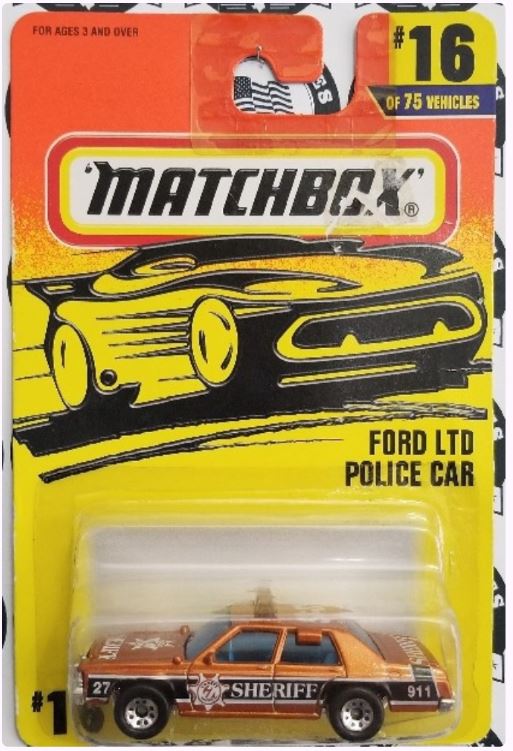 FOR AGES 3 AND OVER
#16
OF 75 VEHICLES
'MATCHBOX'®
FORD LTD
POLICE CAR
#1
27
SHERIFF
911